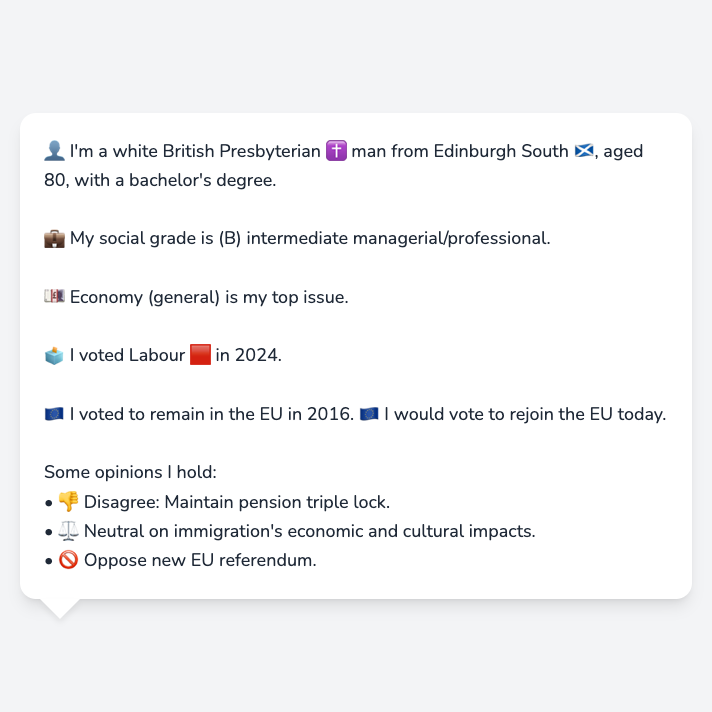 👤 I'm a white British Presbyterian ✝️ man from Edinburgh South 🏴󠁧󠁢󠁳󠁣󠁴󠁿, aged
80, with a bachelor's degree.
💼 My social grade is (B) intermediate managerial/professional.
💷 Economy (general) is my top issue.
🗳️ I voted Labour 🟥 in 2024.
🇪🇺 I voted to remain in the EU in 2016. 🇪🇺 I would vote to rejoin the EU today.
Some opinions I hold:
• 👎 Disagree: Maintain pension triple lock.
• ⚖️ Neutral on immigration's economic and cultural impacts.
• 🚫 Oppose new EU referendum.